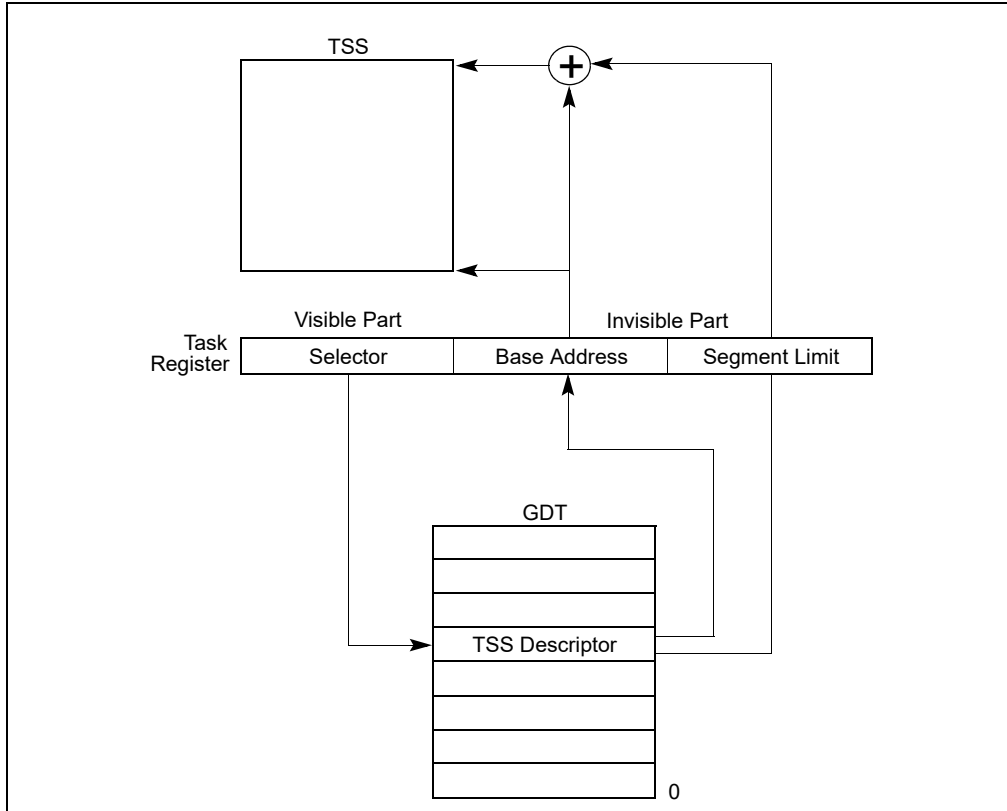 TSS
+
Visible Part
Invisible Part
Task
Register
Selector
Base Address
Segment Limit
GDT
TSS Descriptor
0